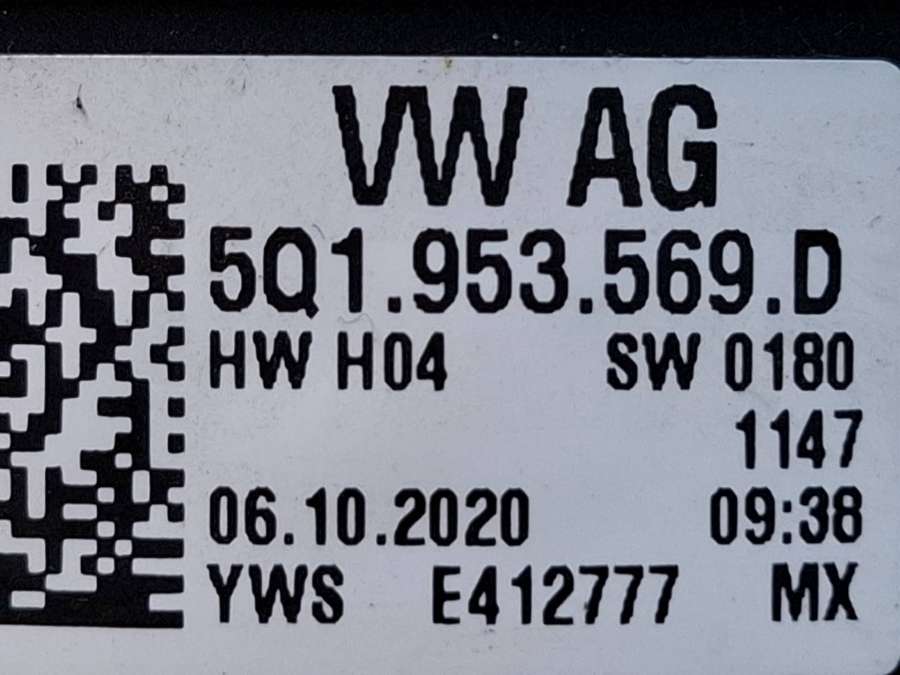 VW AG
5Q1.953.569.D
HW H04 SW 0180
1147
06.10.2020 09:38
YWS E412777 MX